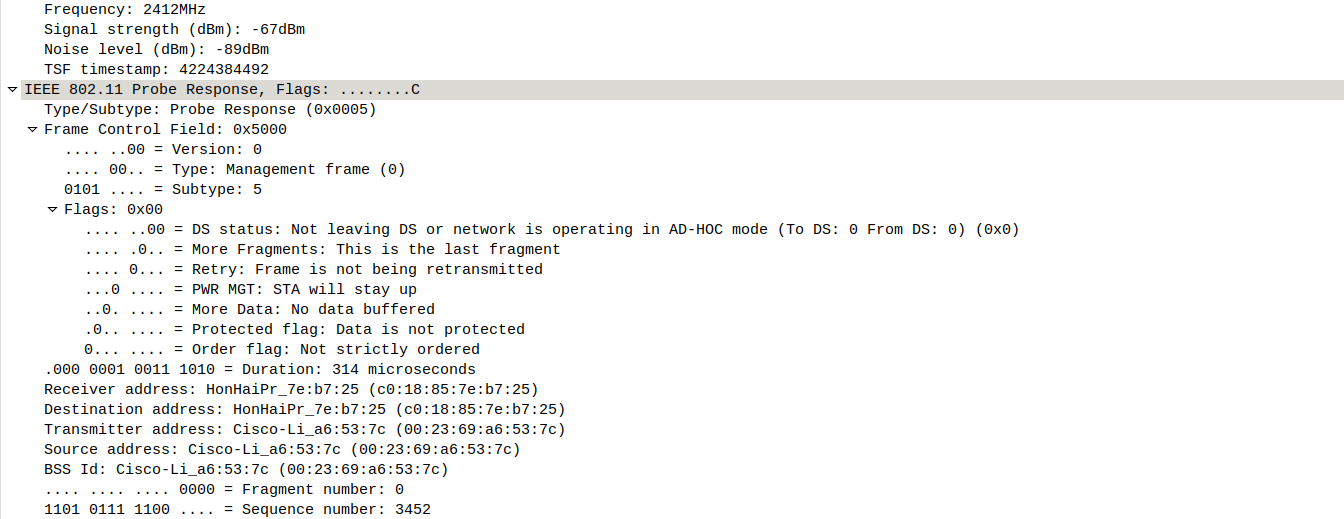 Frequency: 2412MHz
Signal strength (dBm): -67dBm
Noise level (dBm): -89dBm
TSF timestamp: 4224384492
IEEE 802.11 Probe Response, Flags: ........C
Type/Subtype: Probe Response (0x0005)
Frame Control Field: 0x5000
.... ..00 = Version: 0
.... 00.. = Type: Management frame (0)
0101 .... = Subtype: 5
Flags: 0x00
.... ..00 = DS status: Not leaving DS or network is operating in AD-HOC mode (To DS: 0 From DS: 0) (0x0)
.... .0.. = More Fragments: This is the last fragment
.... 0... = Retry: Frame is not being retransmitted
...0 .... = PWR MGT: STA will stay up
..0. .... = More Data: No data buffered
.0.. .... = Protected flag: Data is not protected
0... .... = Order flag: Not strictly ordered
.000 0001 0011 1010 = Duration: 314 microseconds
Receiver address: HonHaiPr_7e:b7:25 (c0:18:85:7e:b7:25)
Destination address: HonHaiPr_7e:b7:25 (c0:18:85:7e:b7:25)
Transmitter address: Cisco-Li_a6:53:7c (00:23:69:a6:53:7c)
Source address: Cisco-Li_a6:53:7c (00:23:69:a6:53:7c)
BSS Id: Cisco-Li_a6:53:7c (00:23:69:a6:53:7c)
.... .... .... 0000 = Fragment number: 0
1101 0111 1100 .... = Sequence number: 3452